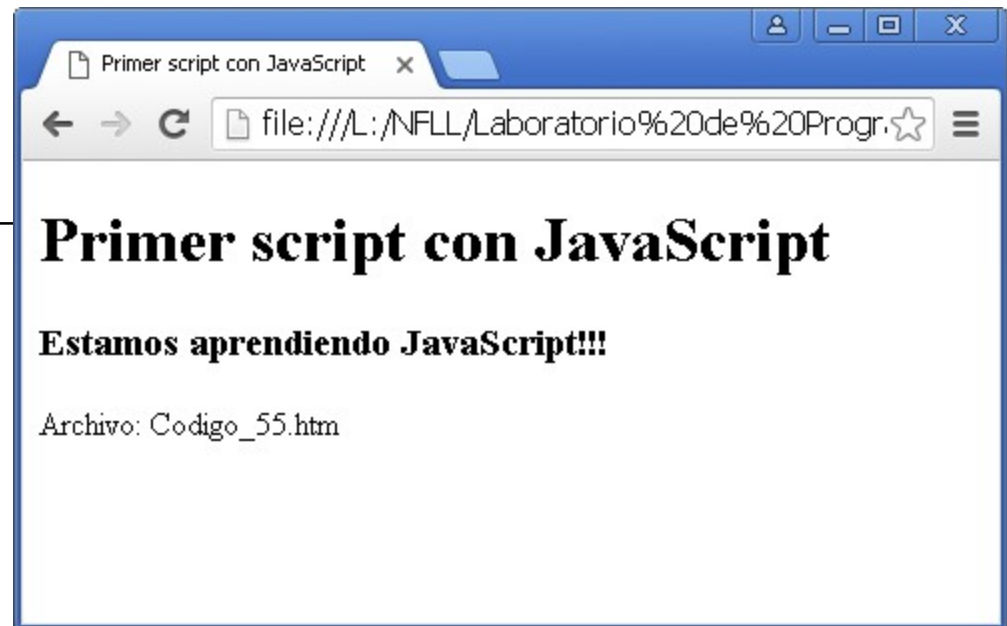 Primer script con JavaScript
file:///L:/NFLL/Laboratorio%20de%20Progr
Primer script con JavaScript
Estamos aprendiendo JavaScript!!!
Archivo: Codigo_55.htm